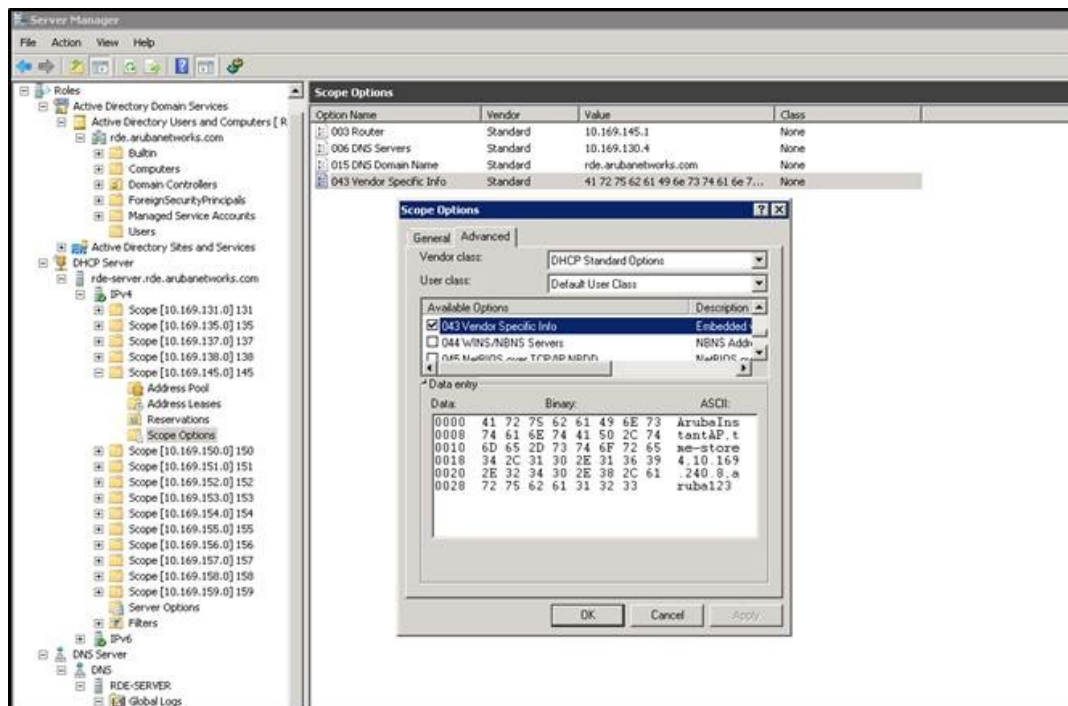 Server Manager
File Action View Help
Roles
Active Directory Domain Services
Active Directory Users and Computers [ R
rde.arubanetworks.com
Builtin
Computers
Domain Controllers
ForeignSecurityPrincipals
Managed Service Accounts
Users
Active Directory Sites and Services
DHCP Server
rde-server.rde.arubanetworks.com
IPv4
Scope [10.169.131.0] 131
Scope [10.169.135.0] 135
Scope [10.169.137.0] 137
Scope [10.169.138.0] 138
Scope [10.169.145.0] 145
Address Pool
Address Leases
Reservations
Scope Options
Scope [10.169.150.0] 150
Scope [10.169.151.0] 151
Scope [10.169.152.0] 152
Scope [10.169.153.0] 153
Scope [10.169.154.0] 154
Scope [10.169.155.0] 155
Scope [10.169.156.0] 156
Scope [10.169.157.0] 157
Scope [10.169.158.0] 158
Scope [10.169.159.0] 159
Server Options
Filters
IPv6
DNS Server
DNS
RDE-SERVER
Global Logs
Scope Options
Option Name Vendor Value Class
003 Router Standard 10.169.145.1 None
006 DNS Servers Standard 10.169.130.4 None
015 DNS Domain Name Standard rde.arubanetworks.com None
043 Vendor Specific Info Standard 41 72 75 62 61 49 6e 73 74 61 6e 7... None
Scope Options
General Advanced
Vendor class: DHCP Standard Options
User class: Default User Class
Available Options Description
043 Vendor Specific Info Embedded v
044 WINS/NBNS Servers NBNS Addr
045 NetBIOS over TCP/IP NBDD NetBIOS ov
Data entry
Data: Binary: ASCII:
0000 41 72 75 62 61 49 6E 73 ArubaIns
0008 74 61 6E 74 41 50 2C 74 tantAP,t
0010 6D 65 2D 73 74 6F 72 65 me-store
0018 34 2C 31 30 2E 31 36 39 4,10.169
0020 2E 32 34 30 2E 38 2C 61 .240.8,a
0028 72 75 62 61 31 32 33 ruba123
OK Cancel Apply